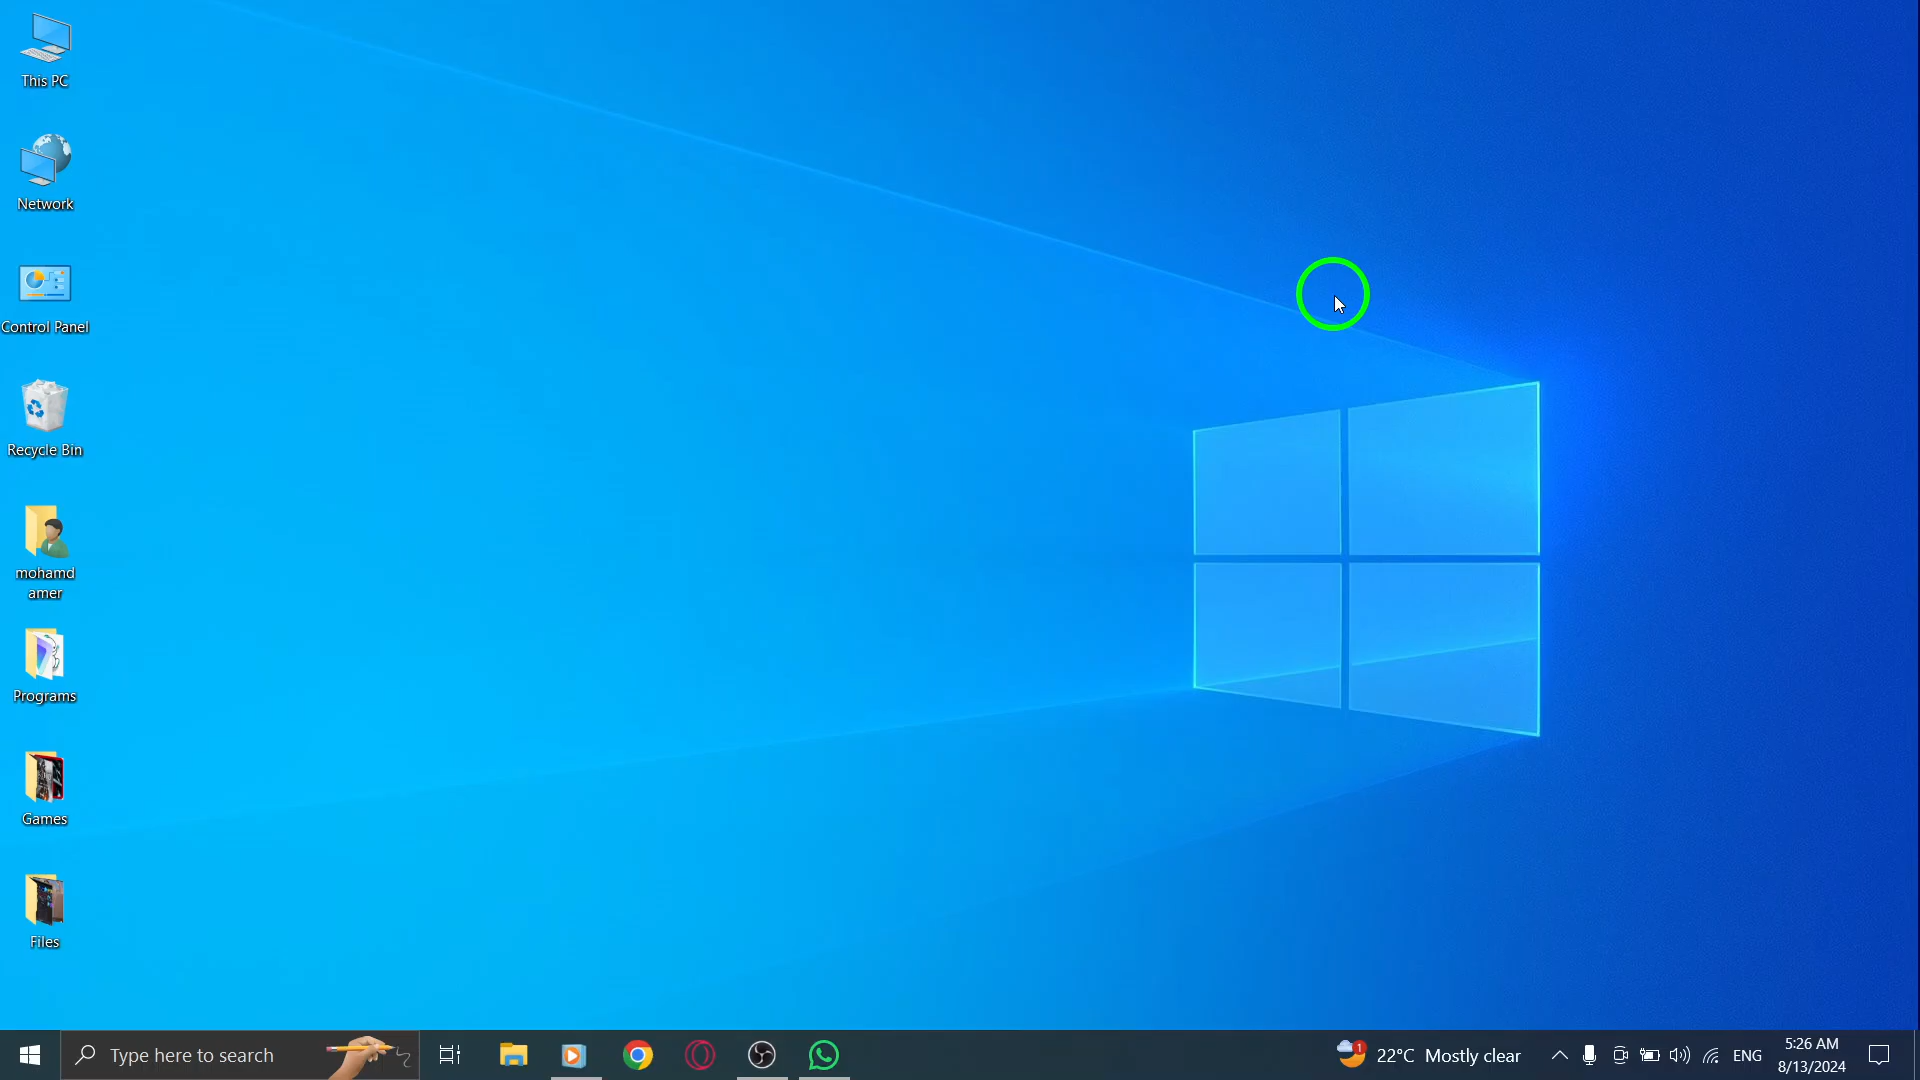 This PC
Network
Control Panel
Recycle Bin
mohamd
amer
Programs
Games
Files
Type here to search
1
22°C Mostly clear
ENG
5:26 AM
8/13/2024